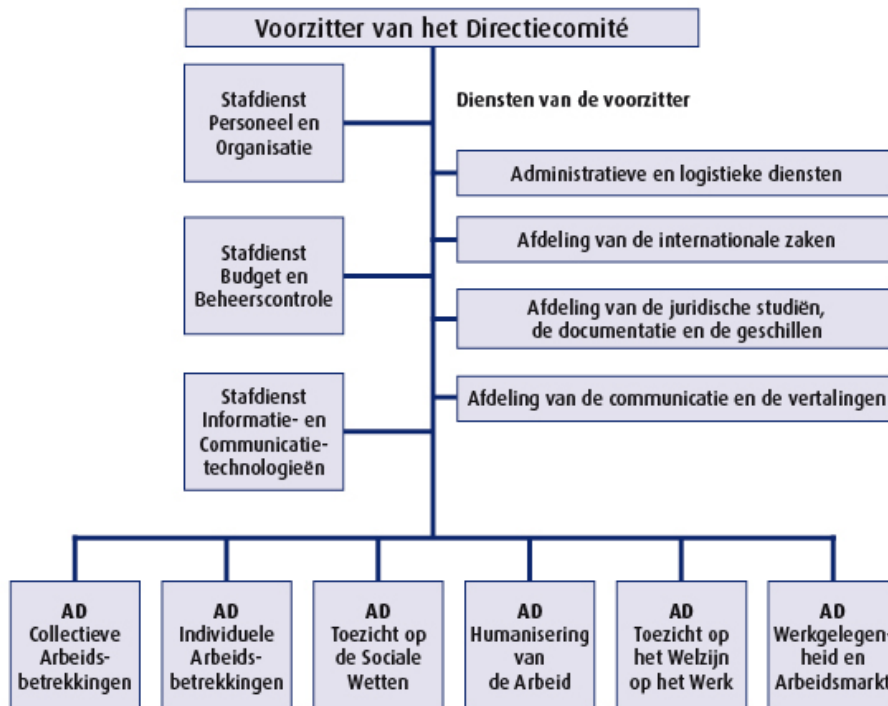 Voorzitter van het Directiecomité
Stafdienst
Personeel en
Organisatie
Diensten van de voorzitter
Administratieve en logistieke diensten
Stafdienst
Budget en
Beheerscontrole
Afdeling van de internationale zaken
Afdeling van de juridische studiën,
de documentatie en de geschillen
Stafdienst
Informatie- en
Communicatie-
technologieën
Afdeling van de communicatie en de vertalingen
AD
Collectieve
Arbeids-
betrekkingen
AD
Individuele
Arbeids-
betrekkingen
AD
Toezicht op
de Sociale
Wetten
AD
Humanisering
van
de Arbeid
AD
Toezicht op
het Welzijn
op het Werk
AD
Werkgelegen-
heid en
Arbeidsmarkt